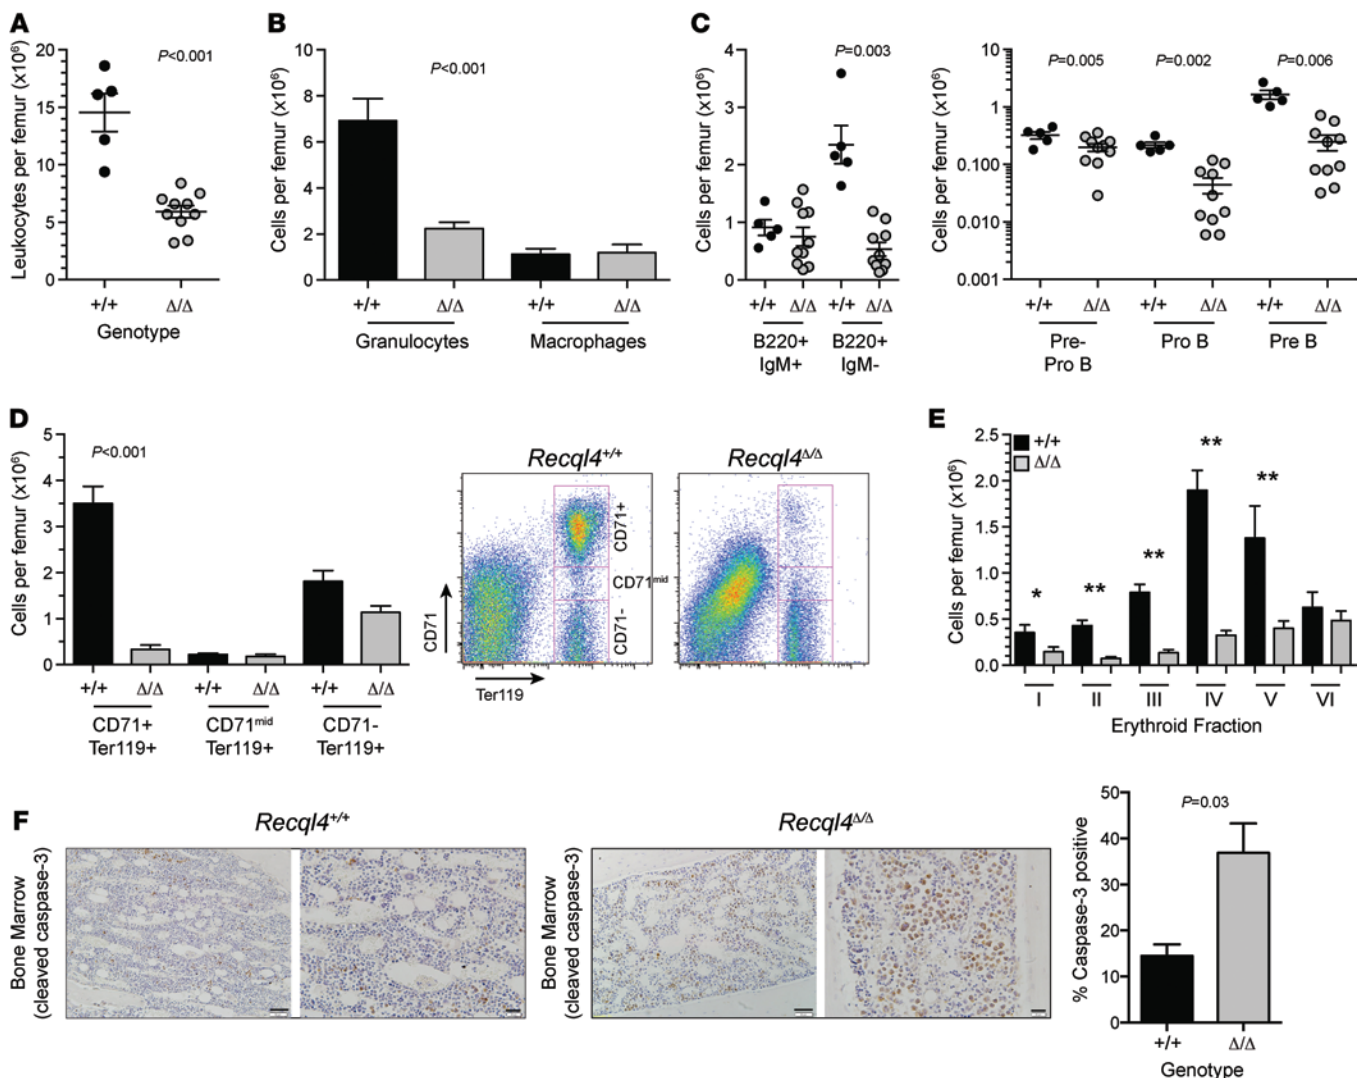 A
Leukocytes per femur (x10⁶)
20
15
10
5
0
P<0.001
+/+ Δ/Δ
Genotype
B
Cells per femur (x10⁶)
10
8
6
4
2
0
P<0.001
+/+ Δ/Δ +/+ Δ/Δ
Granulocytes Macrophages
C
Cells per femur (x10⁶)
4
3
2
1
0
P=0.003
+/+ Δ/Δ +/+ Δ/Δ
B220+ B220+
IgM+ IgM-
Cells per femur (x10⁶)
10
1
0.100
0.010
0.001
P=0.005 P=0.002 P=0.006
+/+ Δ/Δ +/+ Δ/Δ +/+ Δ/Δ
Pre- Pro B Pre B
Pro B
D
Cells per femur (x10⁶)
5
4
3
2
1
0
P<0.001
+/+ Δ/Δ +/+ Δ/Δ +/+ Δ/Δ
CD71+ CD71ᵐⁱᵈ CD71-
Ter119+ Ter119+ Ter119+
Recql4⁺/⁺ Recql4Δ/Δ
CD71+
CD71ᵐⁱᵈ
CD71-
CD71
Ter119
E
Cells per femur (x10⁶)
2.5
2.0
1.5
1.0
0.5
0.0
+/+
Δ/Δ
* ** ** ** **
I II III IV V VI
Erythroid Fraction
F
Recql4⁺/⁺ Recql4Δ/Δ
Bone Marrow
(cleaved caspase-3)
Bone Marrow
(cleaved caspase-3)
% Caspase-3 positive
50
40
30
20
10
0
P=0.03
+/+ Δ/Δ
Genotype